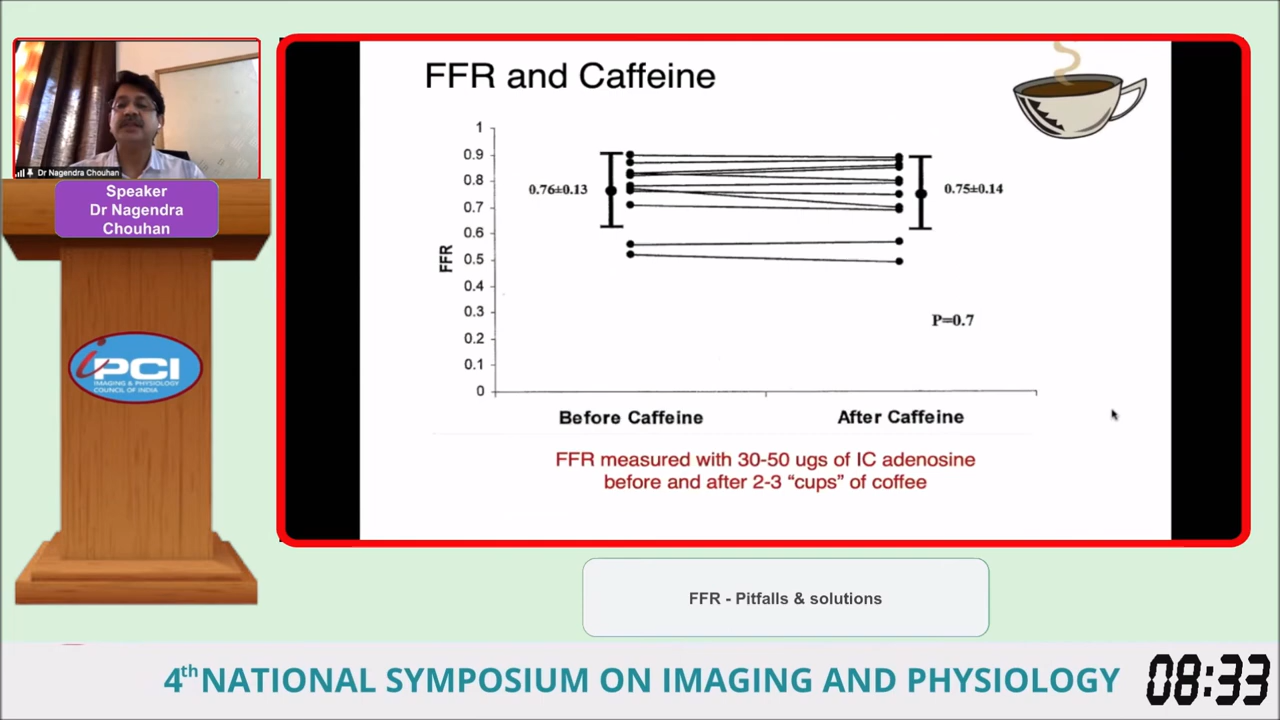 Dr Nagendra Chouhan
Speaker
Dr Nagendra
Chouhan
iPCI
IMAGING & PHYSIOLOGY
COUNCIL OF INDIA
FFR and Caffeine
1
0.9
0.8
0.7
0.6
0.5
0.4
0.3
0.2
0.1
0
FFR
0.76±0.13
0.75±0.14
P=0.7
Before Caffeine
After Caffeine
FFR measured with 30-50 ugs of IC adenosine
before and after 2-3 “cups” of coffee
FFR - Pitfalls & solutions
4th NATIONAL SYMPOSIUM ON IMAGING AND PHYSIOLOGY
08:33